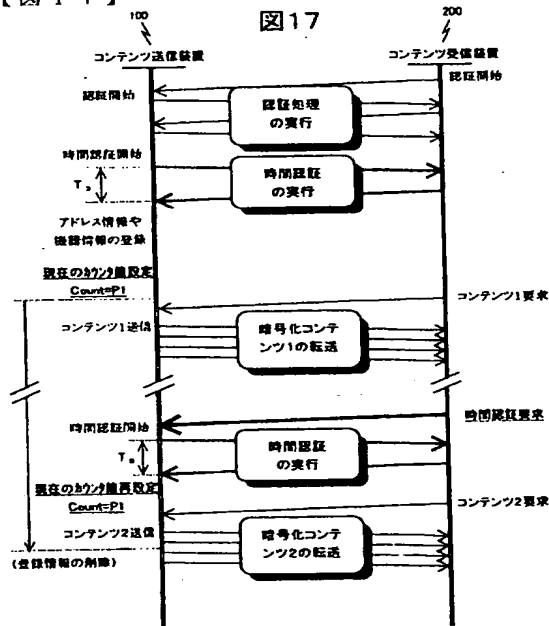 【図17】
図17
100
200
コンテンツ送信装置
コンテンツ受信装置
認証開始
認証開始
認証処理
の実行
時間認証開始
時間認証
の実行
アドレス情報や
機器情報の登録
現在のカウンタ値設定
Count=P1
コンテンツ1要求
コンテンツ1送信
暗号化コンテ
ンツ1の転送
時間認証要求
時間認証開始
時間認証
の実行
現在のカウンタ値再設定
Count=P1
コンテンツ2要求
コンテンツ2送信
暗号化コンテ
ンツ2の転送
(登録情報の削除)